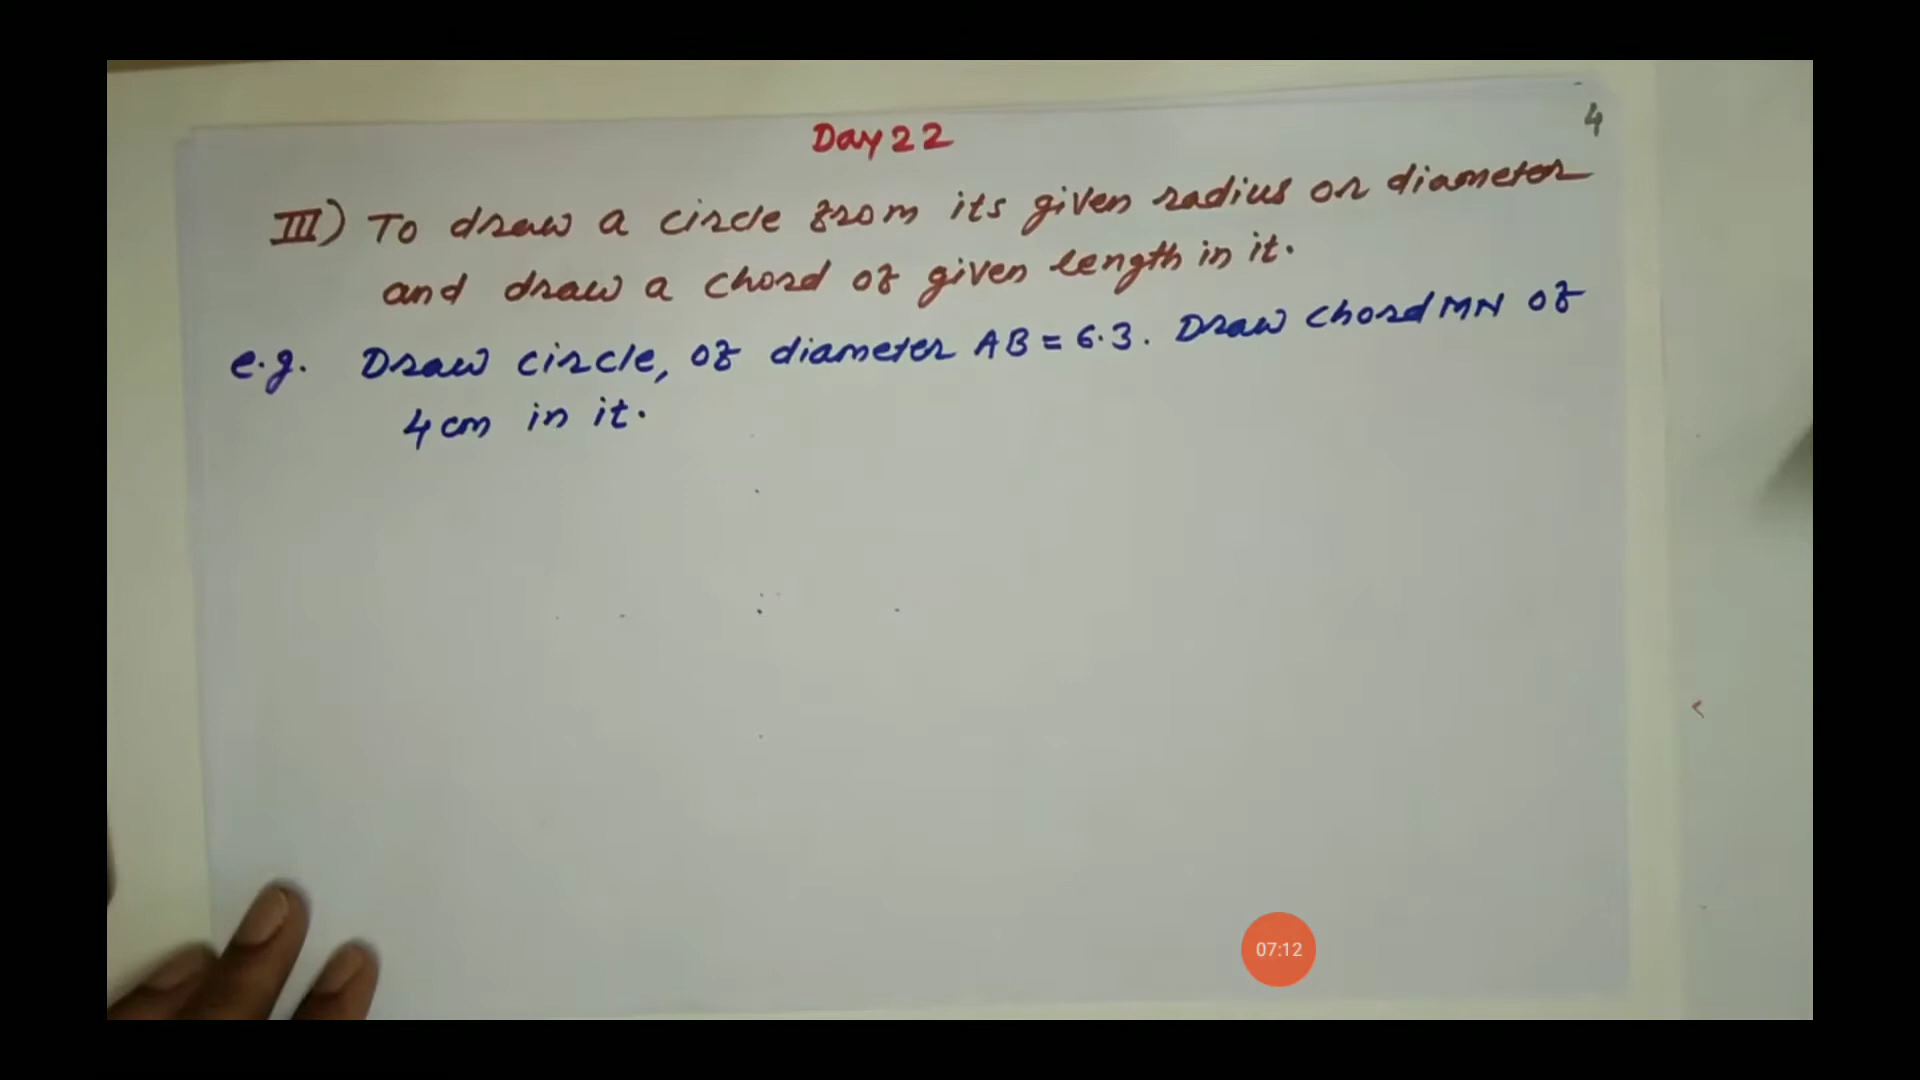 Day 22
4
III) To draw a circle from its given radius or diameter
and draw a chord of given length in it.
e.g. Draw circle, of diameter AB = 6.3. Draw chord MN of
4 cm in it.
07:12